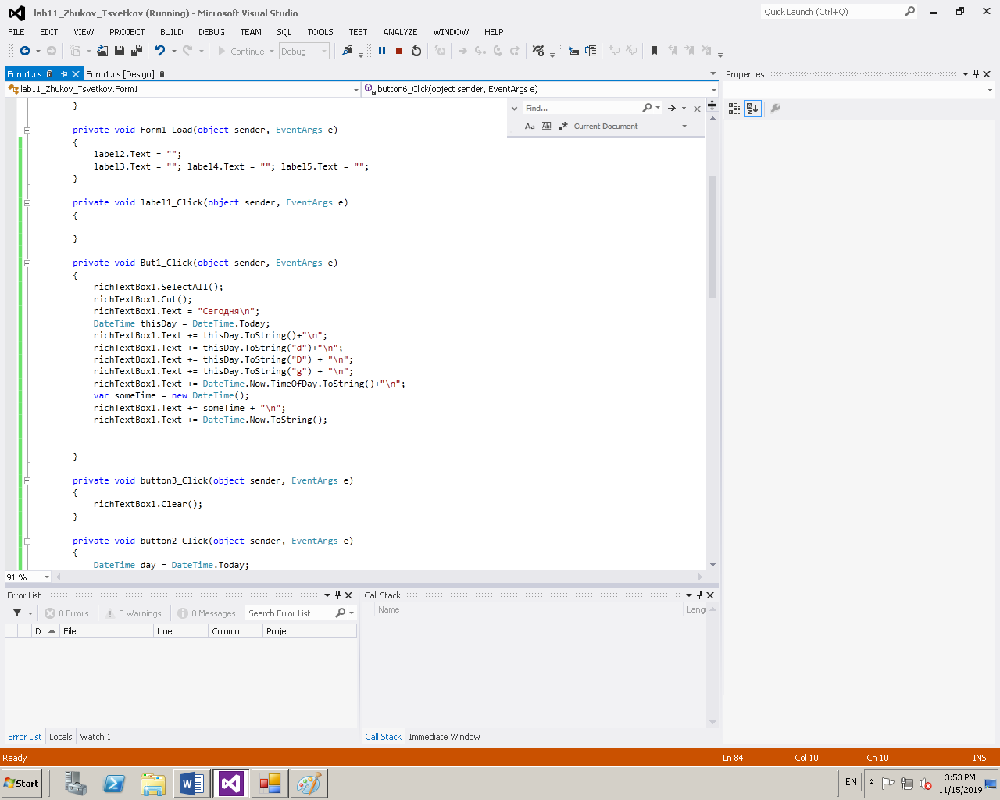 lab11_Zhukov_Tsvetkov (Running) - Microsoft Visual Studio
Quick Launch (Ctrl+Q)
FILE EDIT VIEW PROJECT BUILD DEBUG TEAM SQL TOOLS TEST ANALYZE WINDOW HELP
Continue Debug
Form1.cs Form1.cs [Design]
Properties
lab11_Zhukov_Tsvetkov.Form1 button6_Click(object sender, EventArgs e)
Find...
Aa Ab Current Document
}
private void Form1_Load(object sender, EventArgs e)
{
label2.Text = "";
label3.Text = ""; label4.Text = ""; label5.Text = "";
}
private void label1_Click(object sender, EventArgs e)
{
}
private void But1_Click(object sender, EventArgs e)
{
richTextBox1.SelectAll();
richTextBox1.Cut();
richTextBox1.Text = "Сегодня\n";
DateTime thisDay = DateTime.Today;
richTextBox1.Text += thisDay.ToString()+"\n";
richTextBox1.Text += thisDay.ToString("d")+"\n";
richTextBox1.Text += thisDay.ToString("D") + "\n";
richTextBox1.Text += thisDay.ToString("g") + "\n";
richTextBox1.Text += DateTime.Now.TimeOfDay.ToString()+"\n";
var someTime = new DateTime();
richTextBox1.Text += someTime + "\n";
richTextBox1.Text += DateTime.Now.ToString();
}
private void button3_Click(object sender, EventArgs e)
{
richTextBox1.Clear();
}
private void button2_Click(object sender, EventArgs e)
{
DateTime day = DateTime.Today;
91 %
Error List
0 Errors 0 Warnings 0 Messages Search Error List
D File Line Column Project
Call Stack
Name Langu
Error List Locals Watch 1
Call Stack Immediate Window
Ready Ln 84 Col 10 Ch 10 INS
Start
EN
3:53 PM
11/15/2019